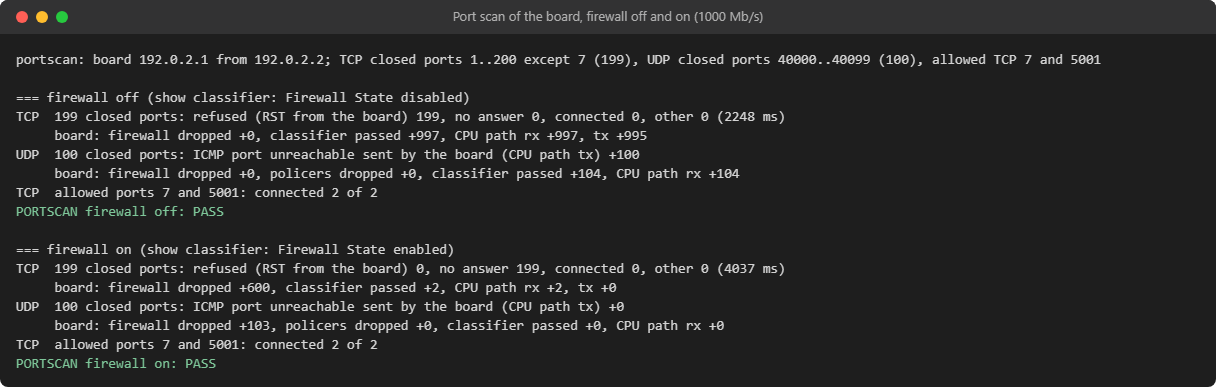 Port scan of the board, firewall off and on (1000 Mb/s)
portscan: board 192.0.2.1 from 192.0.2.2; TCP closed ports 1..200 except 7 (199), UDP closed ports 40000..40099 (100), allowed TCP 7 and 5001
=== firewall off (show classifier: Firewall State disabled)
TCP  199 closed ports: refused (RST from the board) 199, no answer 0, connected 0, other 0 (2248 ms)
     board: firewall dropped +0, classifier passed +997, CPU path rx +997, tx +995
UDP  100 closed ports: ICMP port unreachable sent by the board (CPU path tx) +100
     board: firewall dropped +0, policers dropped +0, classifier passed +104, CPU path rx +104
TCP  allowed ports 7 and 5001: connected 2 of 2
PORTSCAN firewall off: PASS
=== firewall on (show classifier: Firewall State enabled)
TCP  199 closed ports: refused (RST from the board) 0, no answer 199, connected 0, other 0 (4037 ms)
     board: firewall dropped +600, classifier passed +2, CPU path rx +2, tx +0
UDP  100 closed ports: ICMP port unreachable sent by the board (CPU path tx) +0
     board: firewall dropped +103, policers dropped +0, classifier passed +0, CPU path rx +0
TCP  allowed ports 7 and 5001: connected 2 of 2
PORTSCAN firewall on: PASS